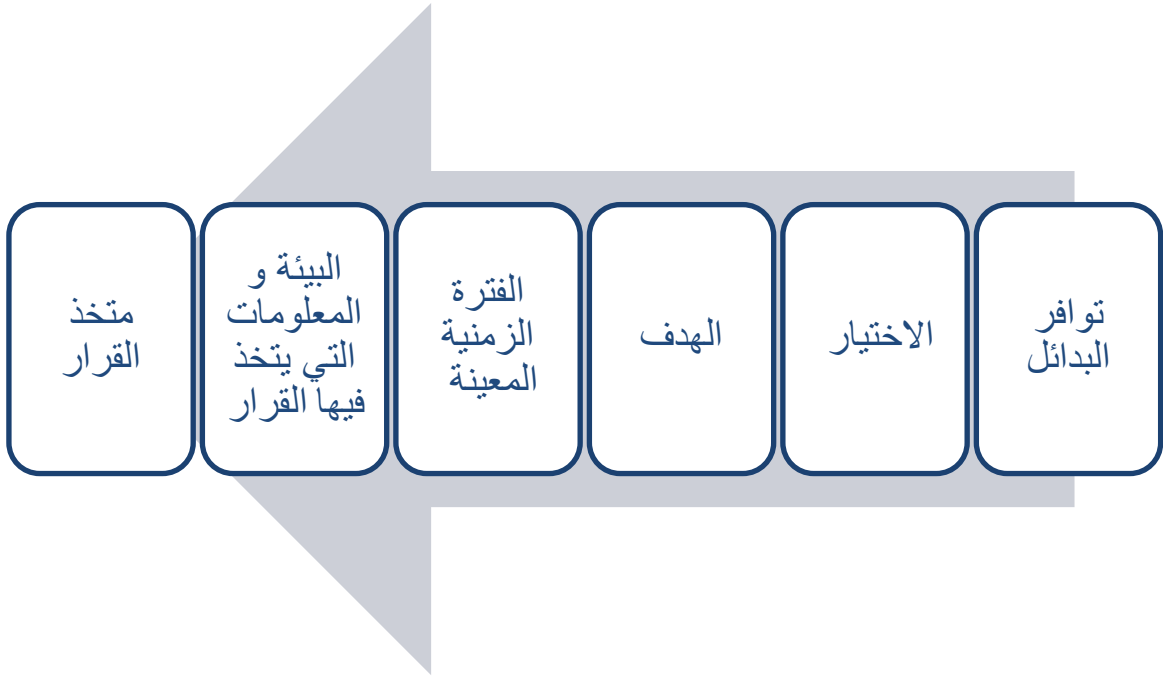 توافر
البدائل
الاختيار
الهدف
الفترة
الزمنية
المعينة
البيئة و
المعلومات
التي يتخذ
فيها القرار
متخذ
القرار